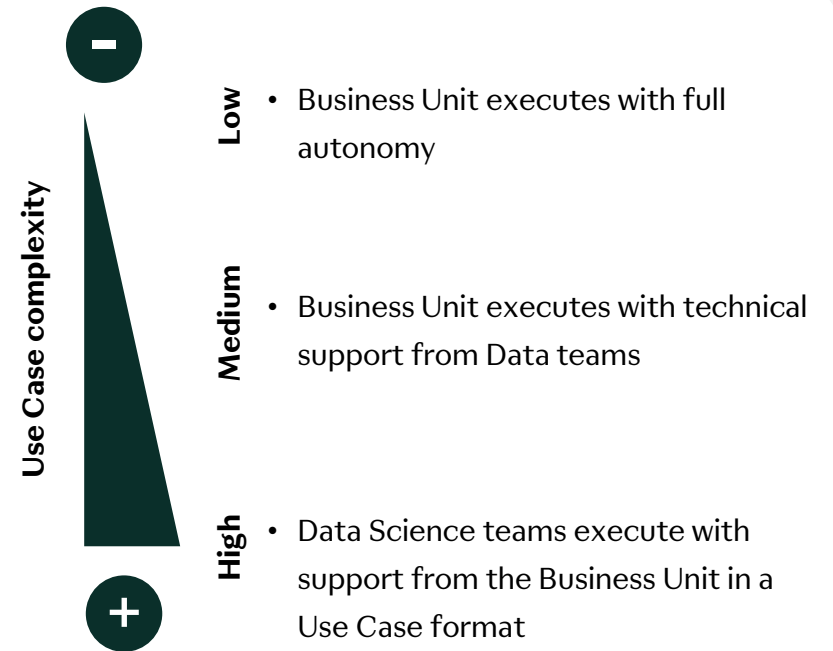 −
Use Case complexity
Low
• Business Unit executes with full
autonomy
Medium
• Business Unit executes with technical
support from Data teams
High
• Data Science teams execute with
support from the Business Unit in a
Use Case format
+